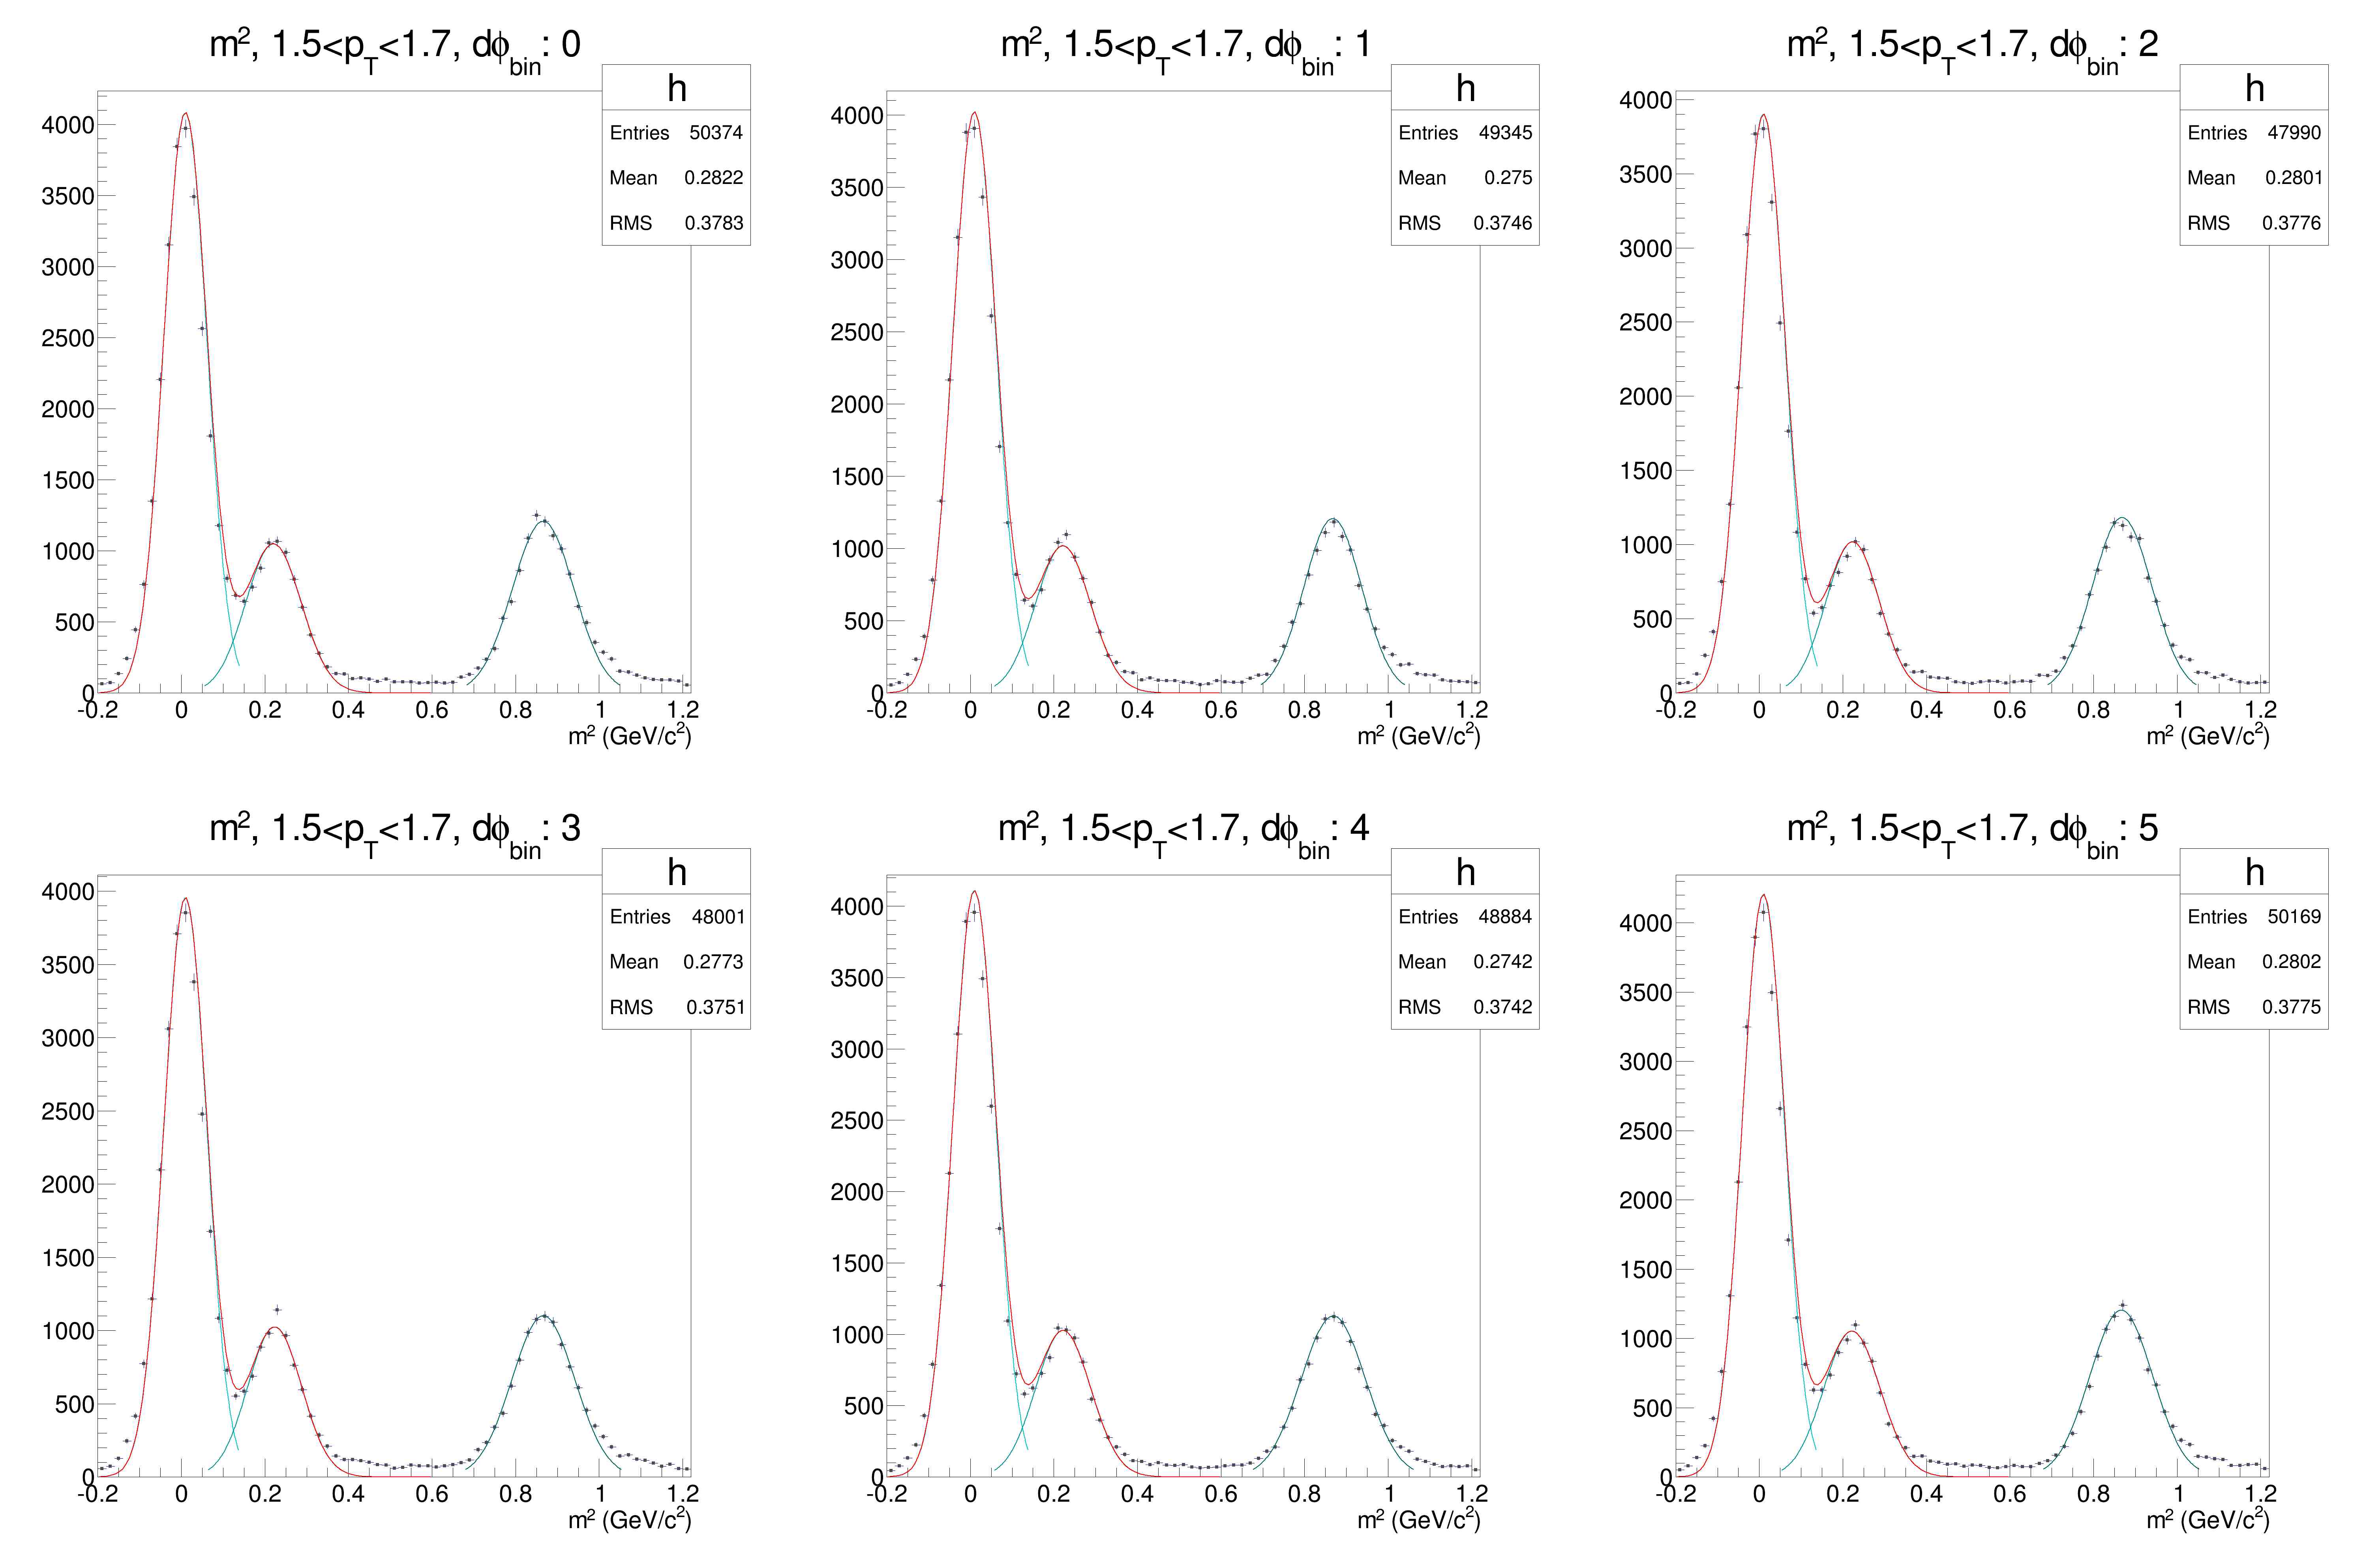 m², 1.5<p_T<1.7, dϕ_bin: 0
h
Entries 50374
Mean 0.2822
RMS 0.3783
4000
3500
3000
2500
2000
1500
1000
500
0
-0.2 0 0.2 0.4 0.6 0.8 1 1.2
m² (GeV/c²)
m², 1.5<p_T<1.7, dϕ_bin: 1
h
Entries 49345
Mean 0.275
RMS 0.3746
4000
3500
3000
2500
2000
1500
1000
500
0
-0.2 0 0.2 0.4 0.6 0.8 1 1.2
m² (GeV/c²)
m², 1.5<p_T<1.7, dϕ_bin: 2
h
Entries 47990
Mean 0.2801
RMS 0.3776
4000
3500
3000
2500
2000
1500
1000
500
0
-0.2 0 0.2 0.4 0.6 0.8 1 1.2
m² (GeV/c²)
m², 1.5<p_T<1.7, dϕ_bin: 3
h
Entries 48001
Mean 0.2773
RMS 0.3751
4000
3500
3000
2500
2000
1500
1000
500
0
-0.2 0 0.2 0.4 0.6 0.8 1 1.2
m² (GeV/c²)
m², 1.5<p_T<1.7, dϕ_bin: 4
h
Entries 48884
Mean 0.2742
RMS 0.3742
4000
3500
3000
2500
2000
1500
1000
500
0
-0.2 0 0.2 0.4 0.6 0.8 1 1.2
m² (GeV/c²)
m², 1.5<p_T<1.7, dϕ_bin: 5
h
Entries 50169
Mean 0.2802
RMS 0.3775
4000
3500
3000
2500
2000
1500
1000
500
0
-0.2 0 0.2 0.4 0.6 0.8 1 1.2
m² (GeV/c²)